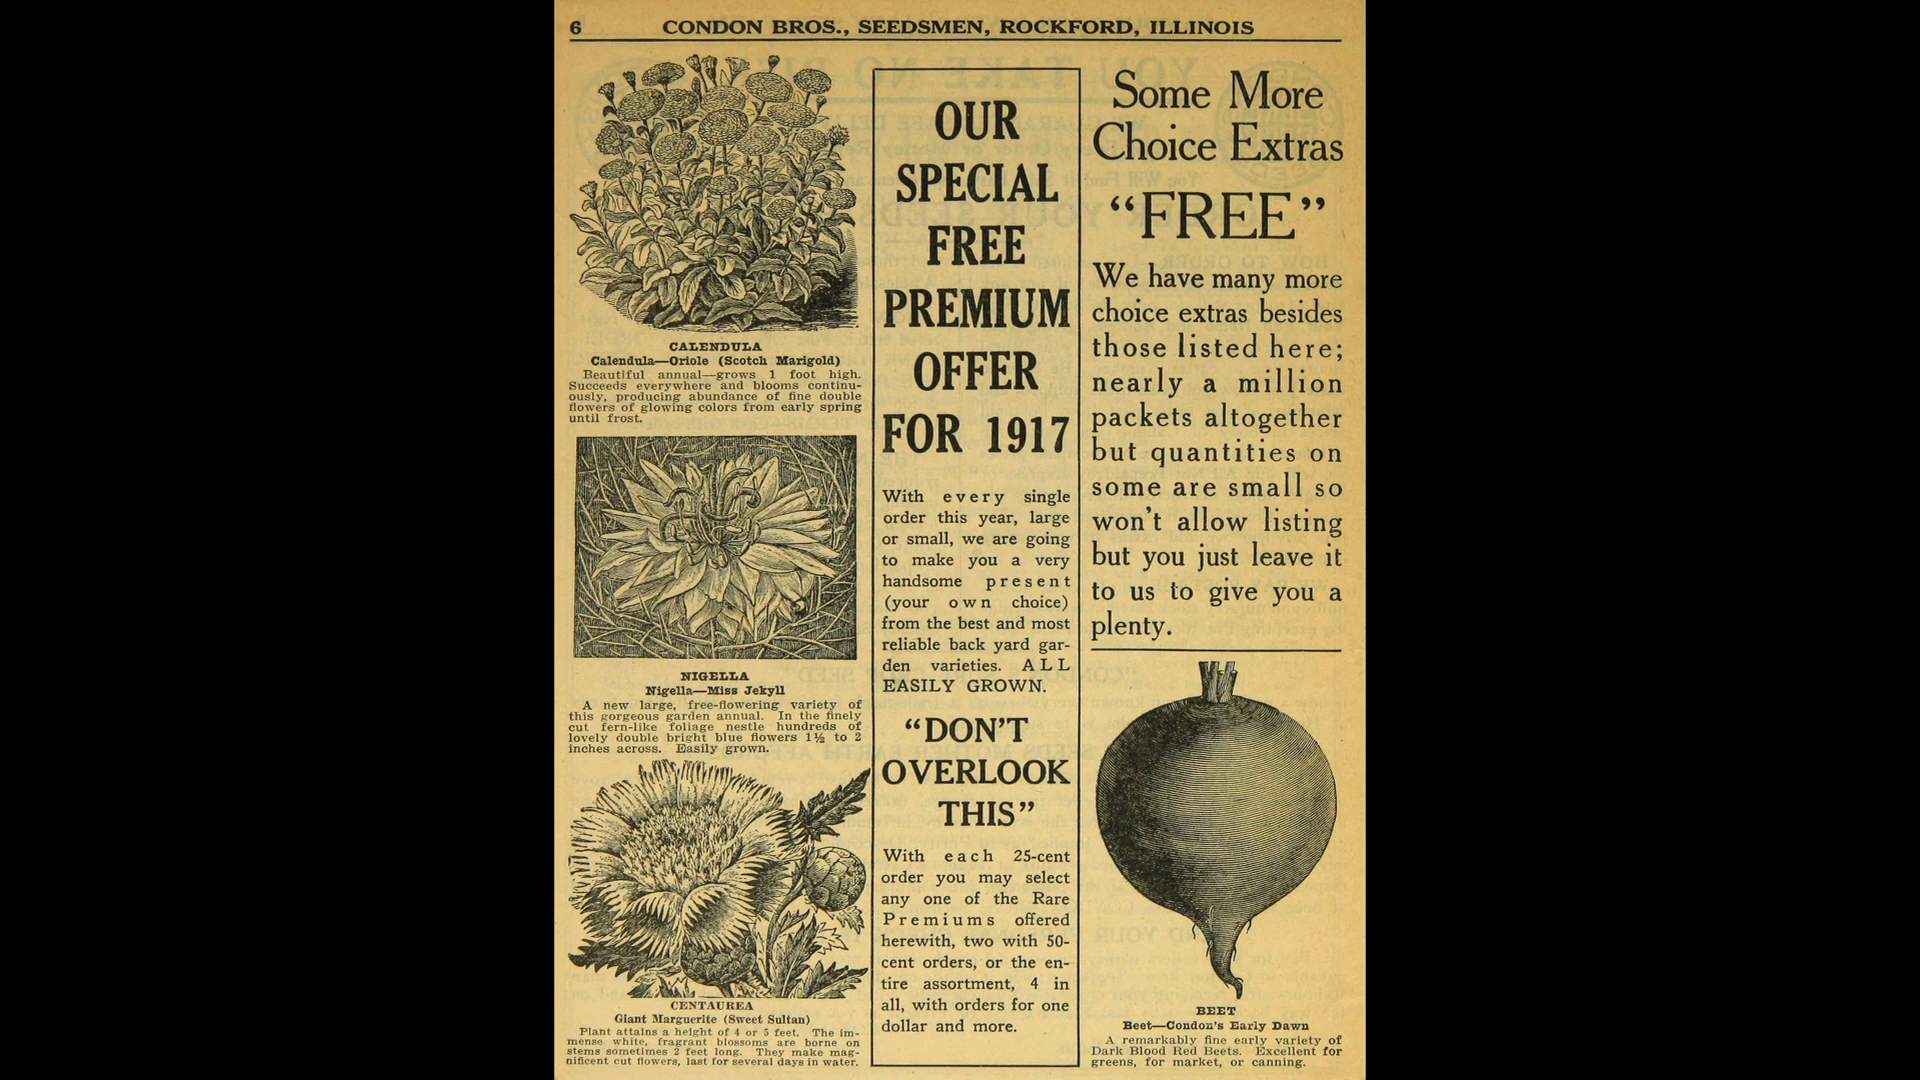 6 CONDON BROS., SEEDSMEN, ROCKFORD, ILLINOIS
CALENDULA
Calendula—Oriole (Scotch Marigold)
Beautiful annual—grows 1 foot high.
Succeeds everywhere and blooms continu-
ously, producing abundance of fine double
flowers of glowing colors from early spring
until frost.
NIGELLA
Nigella—Miss Jekyll
A new large, free-flowering variety of
this gorgeous garden annual. In the finely
cut fern-like foliage nestle hundreds of
lovely double bright blue flowers 1½ to 2
inches across. Easily grown.
CENTAUREA
Giant Marguerite (Sweet Sultan)
Plant attains a height of 4 or 5 feet. The im-
mense white, fragrant blossoms are borne on
stems sometimes 2 feet long. They make mag-
nificent cut flowers, last for several days in water.
OUR
SPECIAL
FREE
PREMIUM
OFFER
FOR 1917
With every single
order this year, large
or small, we are going
to make you a very
handsome present
(your own choice)
from the best and most
reliable back yard gar-
den varieties. ALL
EASILY GROWN.
“DON’T
OVERLOOK
THIS”
With each 25-cent
order you may select
any one of the Rare
Premiums offered
herewith, two with 50-
cent orders, or the en-
tire assortment, 4 in
all, with orders for one
dollar and more.
Some More
Choice Extras
“FREE”
We have many more
choice extras besides
those listed here;
nearly a million
packets altogether
but quantities on
some are small so
won’t allow listing
but you just leave it
to us to give you a
plenty.
BEET
Beet—Condon’s Early Dawn
A remarkably fine early variety of
Dark Blood Red Beets. Excellent for
greens, for market, or canning.